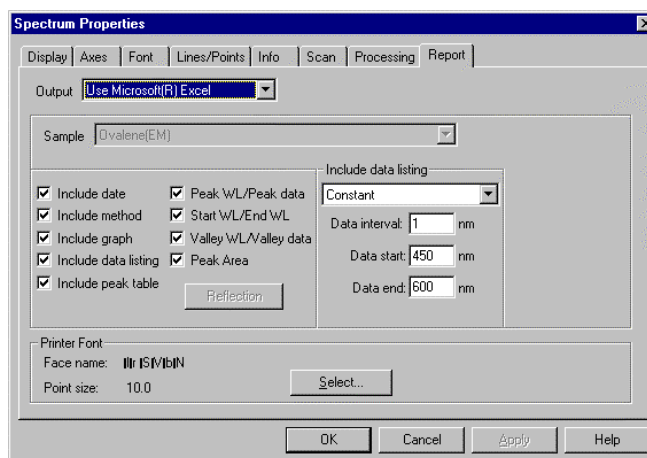 Spectrum Properties
Display Axes Font Lines/Points Info Scan Processing Report
Output Use Microsoft(R) Excel
Sample Ovalene(EM)
Include date
Include method
Include graph
Include data listing
Include peak table
Peak WL/Peak data
Start WL/End WL
Valley WL/Valley data
Peak Area
Reflection
Include data listing
Constant
Data interval: 1 nm
Data start: 450 nm
Data end: 600 nm
Printer Font
Face name:
Point size: 10.0
Select...
OK Cancel Apply Help